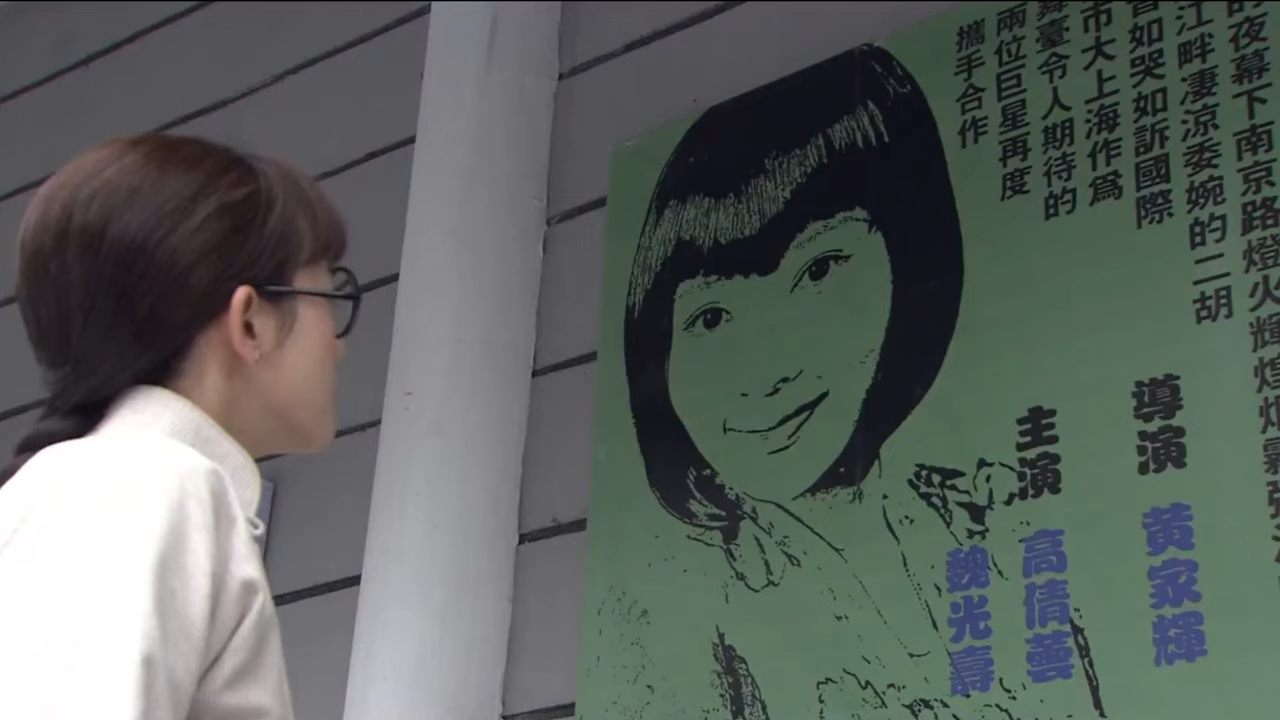 的夜幕下南京路燈火輝煌
江畔凄涼委婉的二胡
音如哭如訴國際
市大上海作爲
舞臺令人期待的
兩位巨星再度
攜手合作
導演 黃家輝
主演 高倩蕓
魏光壽